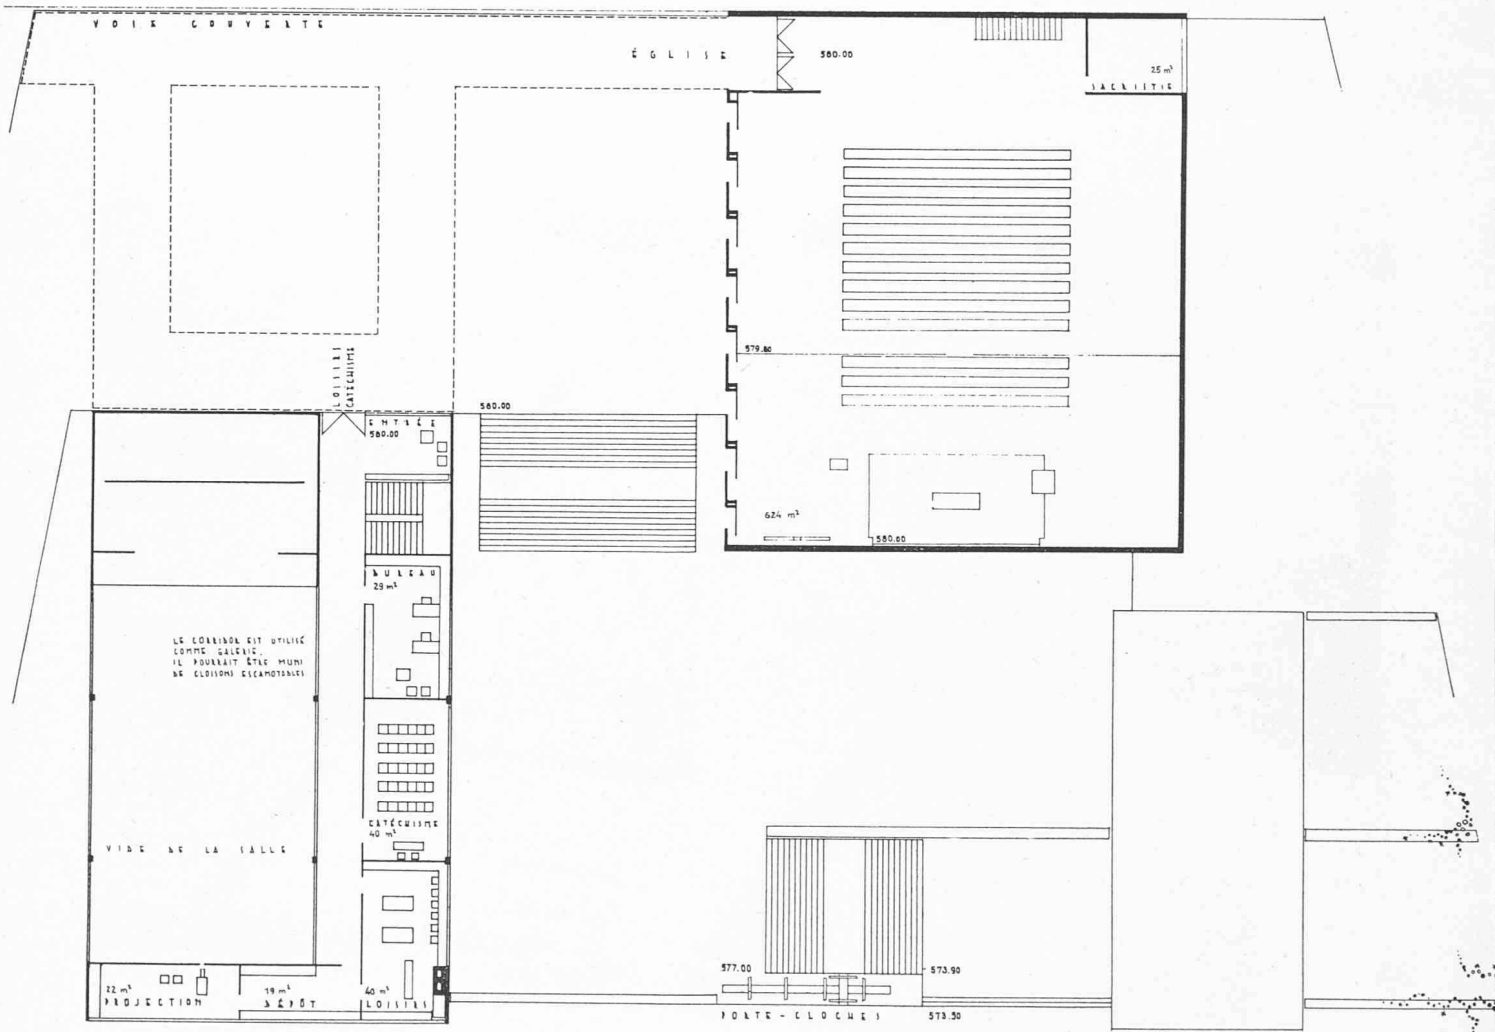 VOIE COUVERTE
ÉGLISE
580.00
25 m²
SACRISTIE
LOISIRS
CATÉCHISME
579.80
580.00
ENTRÉE
580.00
624 m²
580.00
BUREAU
29 m²
LE CORRIDOR EST UTILISÉ
COMME GALERIE,
IL POURRAIT ÊTRE MUNI
DE CLOISONS ESCAMOTABLES
CATÉCHISME
40 m²
VIDE DE LA SALLE
22 m²
PROJECTION
19 m²
DÉPÔT
40 m²
LOISIRS
577.00
573.90
PORTE-CLOCHES
573.50